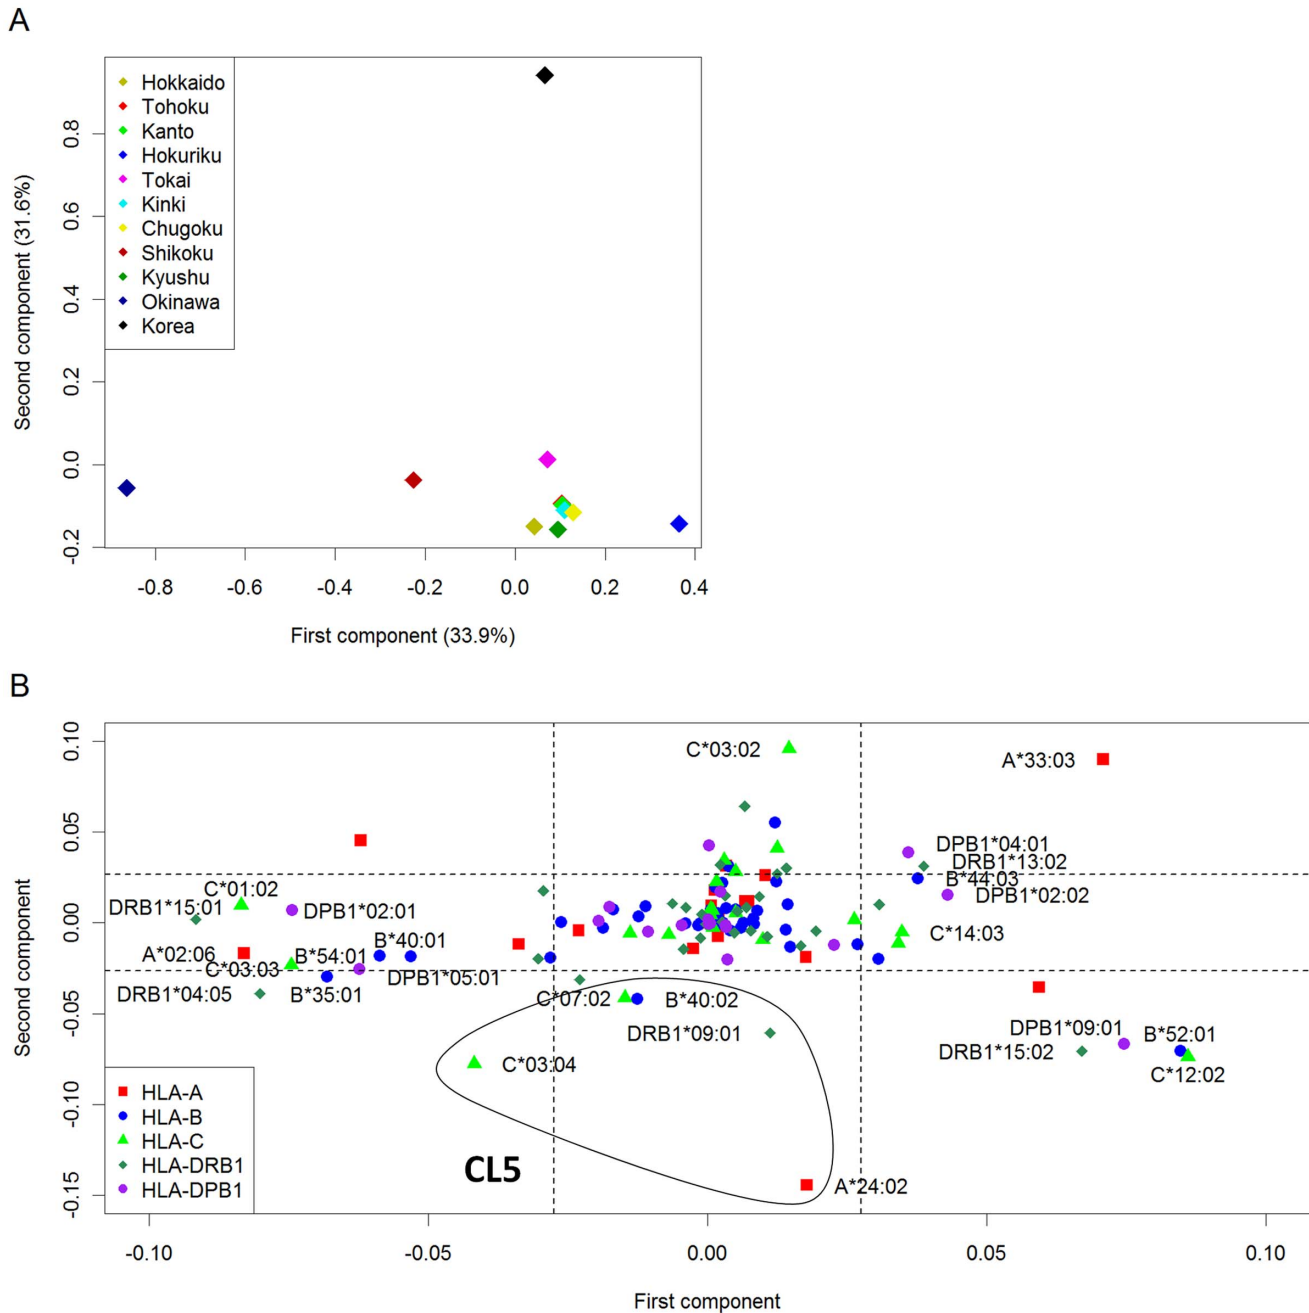 A
Second component (31.6%)
0.8
0.6
0.4
0.2
0.0
-0.2
Hokkaido
Tohoku
Kanto
Hokuriku
Tokai
Kinki
Chugoku
Shikoku
Kyushu
Okinawa
Korea
-0.8 -0.6 -0.4 -0.2 0.0 0.2 0.4
First component (33.9%)
B
Second component
0.10
0.05
0.00
-0.05
-0.10
-0.15
C*03:02
A*33:03
DPB1*04:01
DRB1*13:02
B*44:03
DPB1*02:02
C*01:02
DRB1*15:01
DPB1*02:01
C*14:03
B*40:01
A*02:06
B*54:01
C*03:03
DPB1*05:01
DRB1*04:05
B*35:01
C*07:02
B*40:02
DRB1*09:01
DPB1*09:01
B*52:01
DRB1*15:02
C*12:02
C*03:04
CL5
A*24:02
HLA-A
HLA-B
HLA-C
HLA-DRB1
HLA-DPB1
-0.10 -0.05 0.00 0.05 0.10
First component